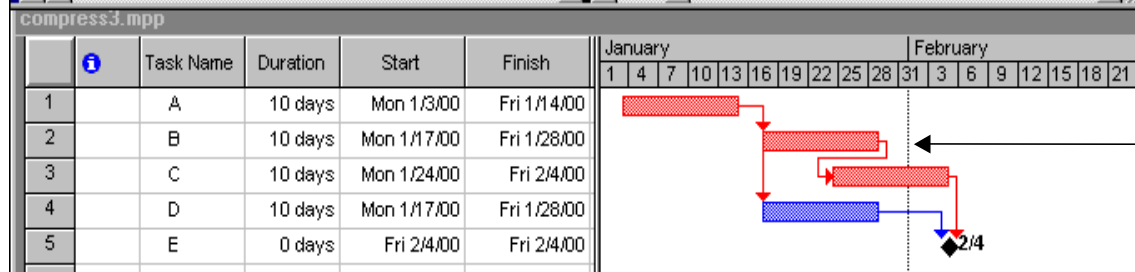 compress3.mpp
Task Name Duration Start Finish January February
1 4 7 10 13 16 19 22 25 28 31 3 6 9 12 15 18 21
1 A 10 days Mon 1/3/00 Fri 1/14/00
2 B 10 days Mon 1/17/00 Fri 1/28/00
3 C 10 days Mon 1/24/00 Fri 2/4/00
4 D 10 days Mon 1/17/00 Fri 1/28/00
5 E 0 days Fri 2/4/00 Fri 2/4/00 2/4